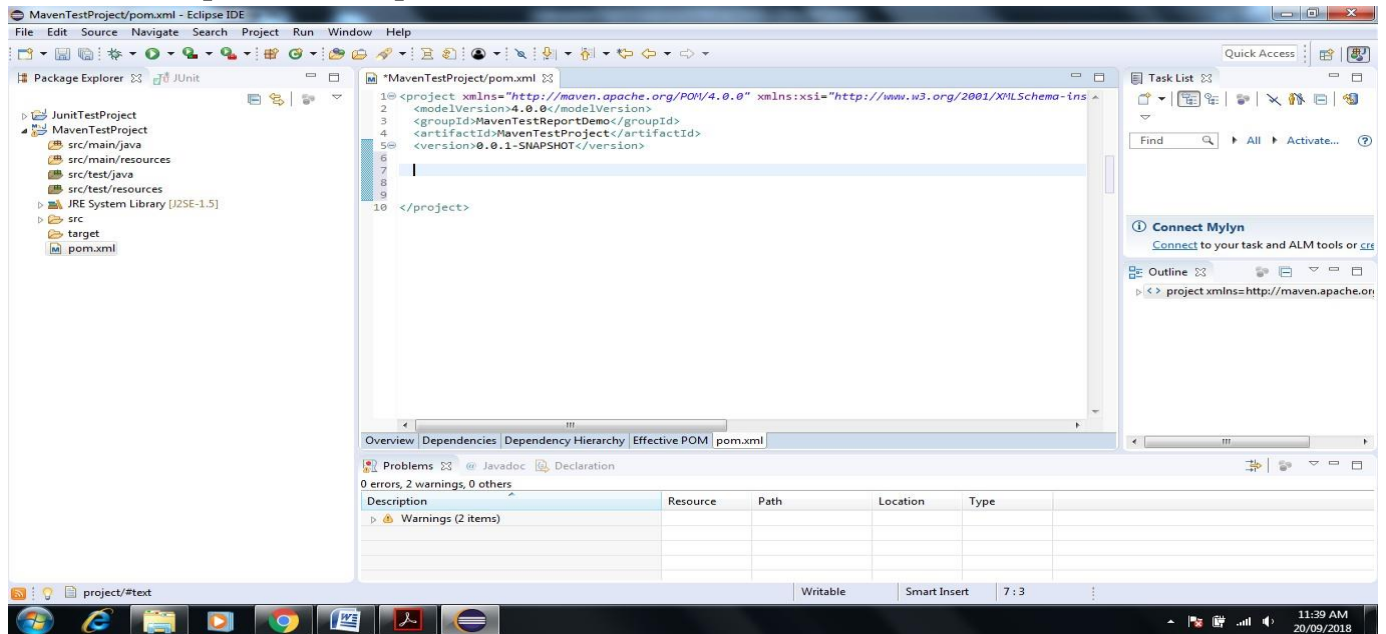 MavenTestProject/pom.xml - Eclipse IDE
File Edit Source Navigate Search Project Run Window Help
Quick Access
Package Explorer JUnit
JunitTestProject
MavenTestProject
src/main/java
src/main/resources
src/test/java
src/test/resources
JRE System Library [J2SE-1.5]
src
target
pom.xml
*MavenTestProject/pom.xml
1 <project xmlns="http://maven.apache.org/POM/4.0.0" xmlns:xsi="http://www.w3.org/2001/XMLSchema-ins
2 <modelVersion>4.0.0</modelVersion>
3 <groupId>MavenTestReportDemo</groupId>
4 <artifactId>MavenTestProject</artifactId>
5 <version>0.0.1-SNAPSHOT</version>
6
7
8
9
10 </project>
Overview Dependencies Dependency Hierarchy Effective POM pom.xml
Task List
Find All Activate...
Connect Mylyn
Connect to your task and ALM tools or cre
Outline
project xmlns=http://maven.apache.org
Problems Javadoc Declaration
0 errors, 2 warnings, 0 others
Description Resource Path Location Type
Warnings (2 items)
project/#text Writable Smart Insert 7 : 3
11:39 AM
20/09/2018